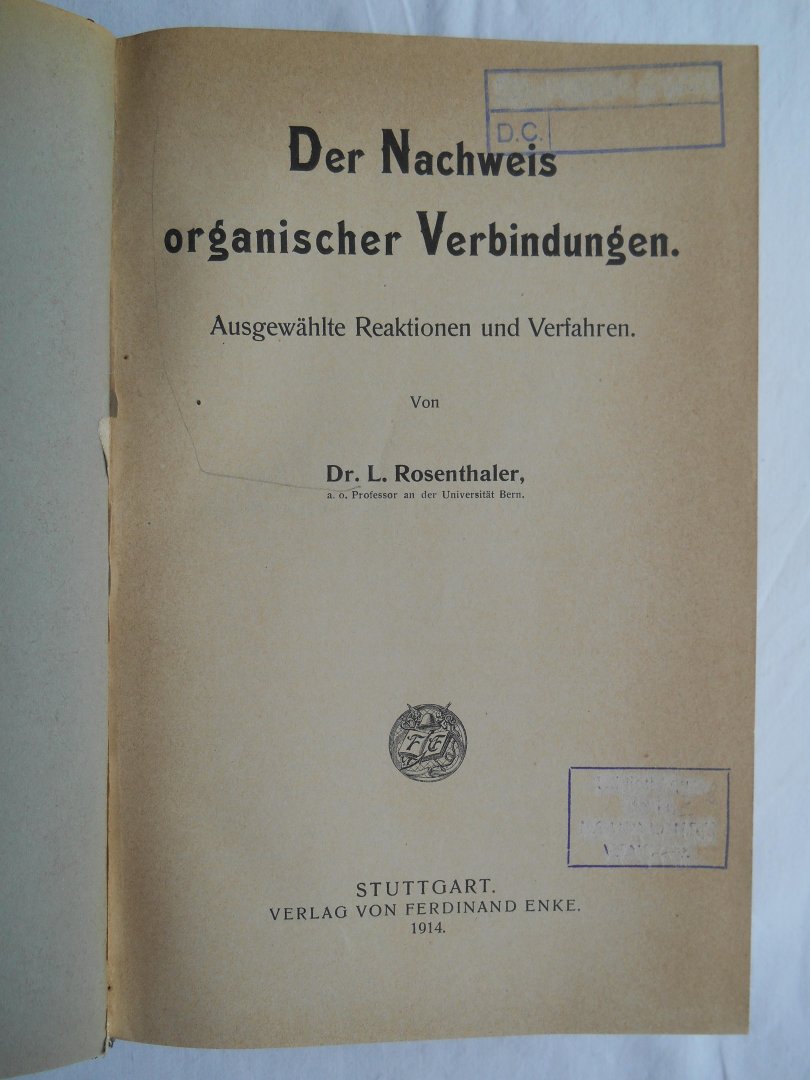 D.C.
Der Nachweis
organischer Verbindungen.
Ausgewählte Reaktionen und Verfahren.
Von
Dr. L. Rosenthaler,
a. o. Professor an der Universität Bern.
F E
STUTTGART.
VERLAG VON FERDINAND ENKE.
1914.